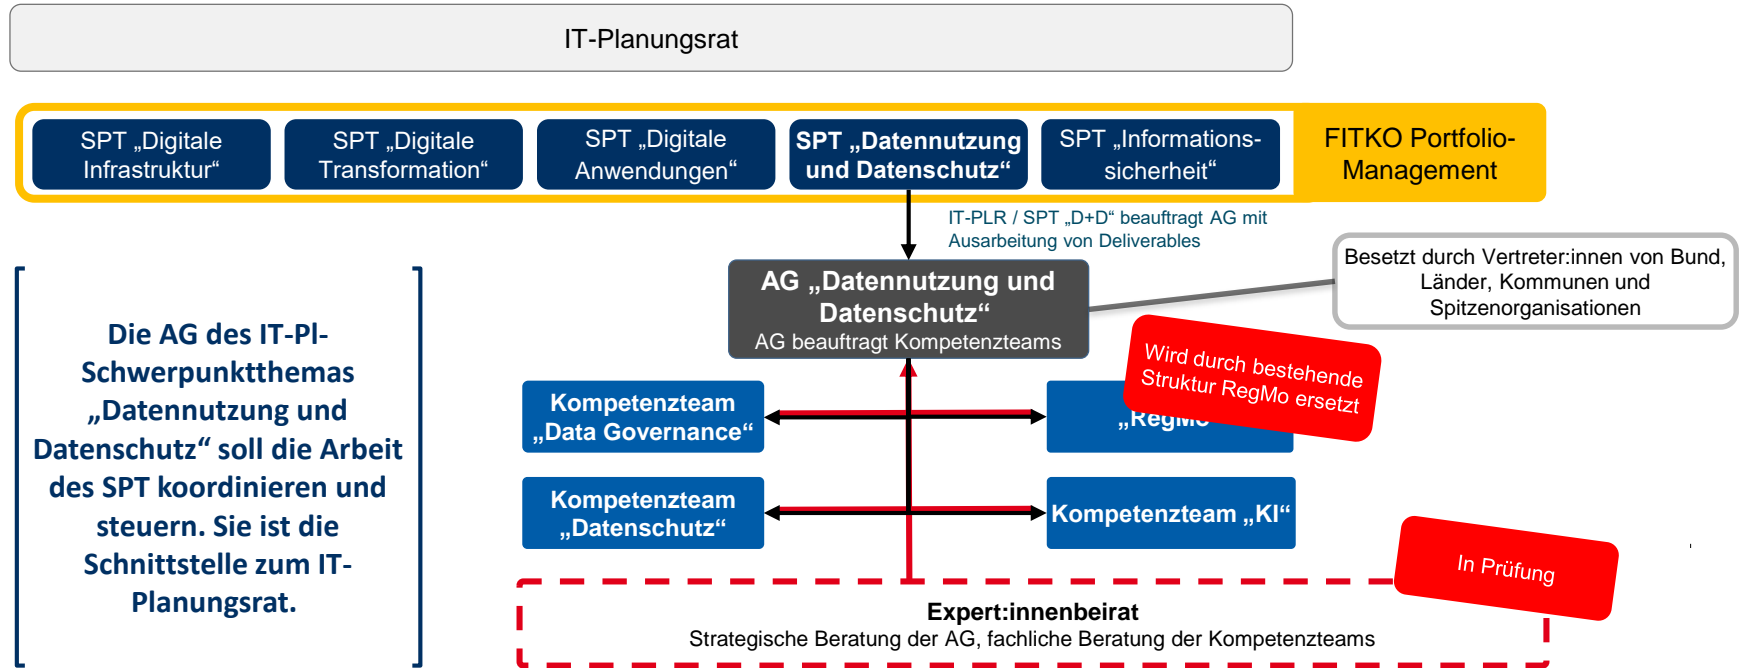 IT-Planungsrat
SPT „Digitale
Infrastruktur“
SPT „Digitale
Transformation“
SPT „Digitale
Anwendungen“
SPT „Datennutzung
und Datenschutz“
SPT „Informations-
sicherheit“
FITKO Portfolio-
Management
IT-PLR / SPT „D+D“ beauftragt AG mit
Ausarbeitung von Deliverables
AG „Datennutzung und
Datenschutz“
AG beauftragt Kompetenzteams
Besetzt durch Vertreter:innen von Bund,
Länder, Kommunen und
Spitzenorganisationen
Die AG des IT-Pl-
Schwerpunktthemas
„Datennutzung und
Datenschutz“ soll die Arbeit
des SPT koordinieren und
steuern. Sie ist die
Schnittstelle zum IT-
Planungsrat.
Wird durch bestehende
Struktur RegMo ersetzt
Kompetenzteam
„Data Governance“
„RegMo
Kompetenzteam
„Datenschutz“
Kompetenzteam „KI“
In Prüfung
Expert:innenbeirat
Strategische Beratung der AG, fachliche Beratung der Kompetenzteams